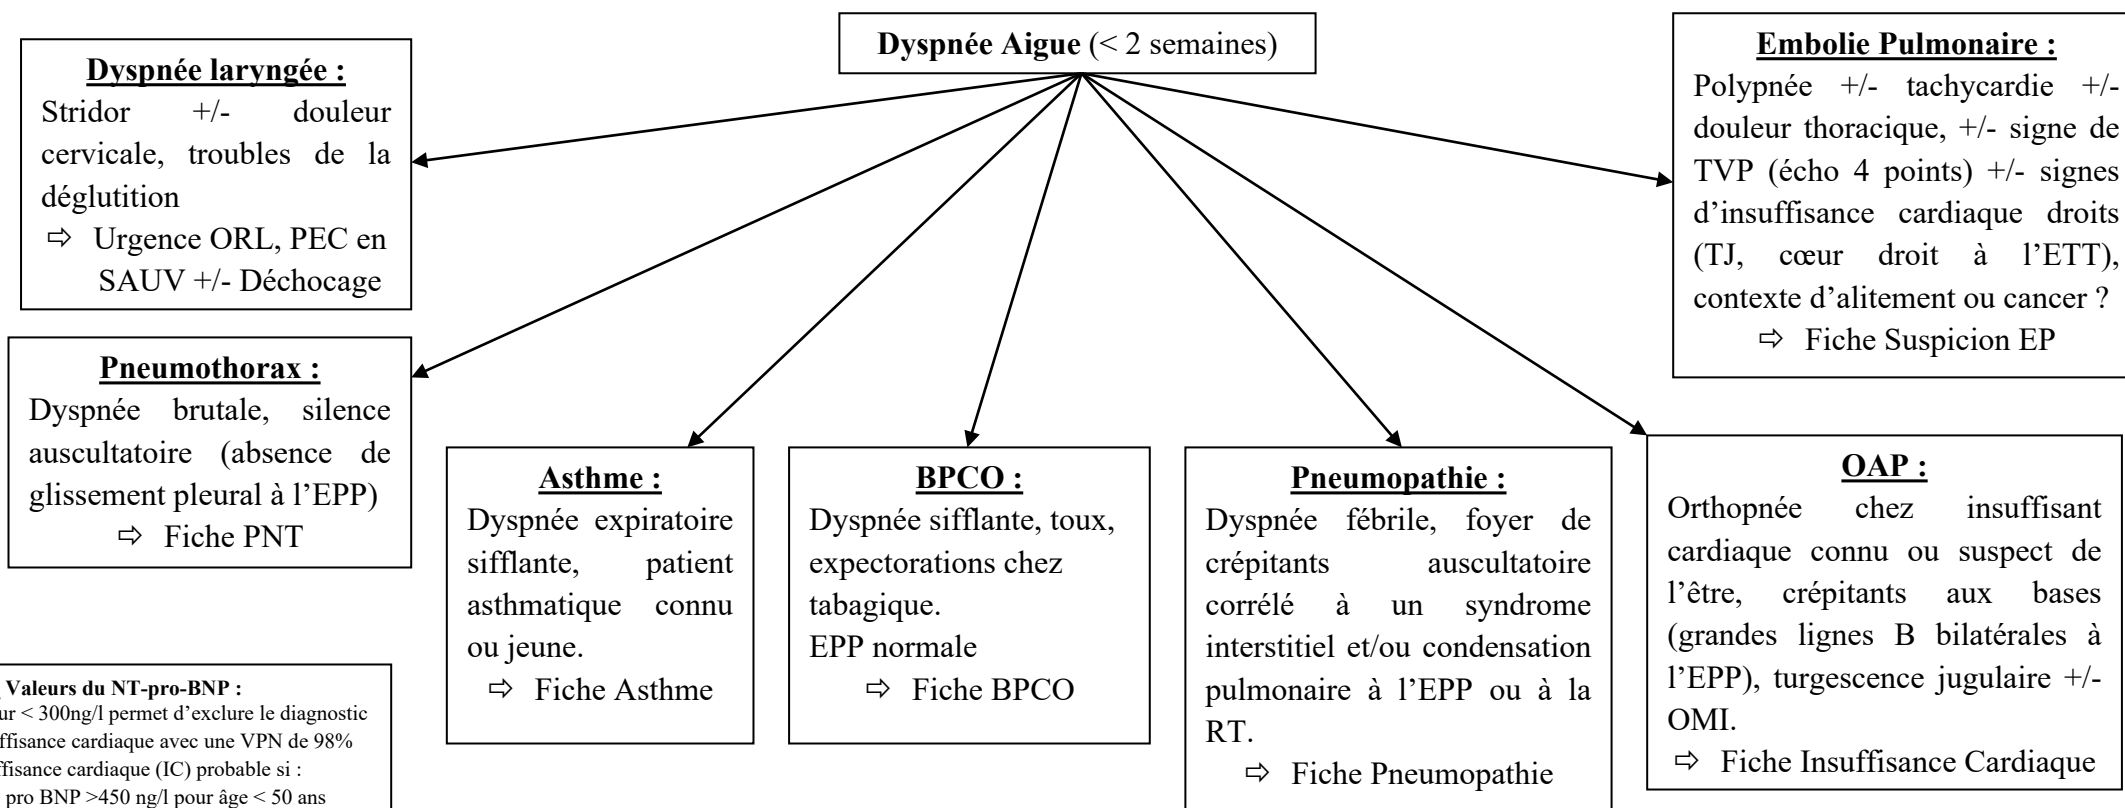 Dyspnée Aigue (< 2 semaines)
Dyspnée laryngée :
Stridor +/- douleur
cervicale, troubles de la
déglutition
⇨ Urgence ORL, PEC en
SAUV +/- Déchocage
Embolie Pulmonaire :
Polypnée +/- tachycardie +/-
douleur thoracique, +/- signe de
TVP (écho 4 points) +/- signes
d’insuffisance cardiaque droits
(TJ, cœur droit à l’ETT),
contexte d’alitement ou cancer ?
⇨ Fiche Suspicion EP
Pneumothorax :
Dyspnée brutale, silence
auscultatoire (absence de
glissement pleural à l’EPP)
⇨ Fiche PNT
Asthme :
Dyspnée expiratoire
sifflante, patient
asthmatique connu
ou jeune.
⇨ Fiche Asthme
BPCO :
Dyspnée sifflante, toux,
expectorations chez
tabagique.
EPP normale
⇨ Fiche BPCO
Pneumopathie :
Dyspnée fébrile, foyer de
crépitants auscultatoire
corrélé à un syndrome
interstitiel et/ou condensation
pulmonaire à l’EPP ou à la
RT.
⇨ Fiche Pneumopathie
OAP :
Orthopnée chez insuffisant
cardiaque connu ou suspect de
l’être, crépitants aux bases
(grandes lignes B bilatérales à
l’EPP), turgescence jugulaire +/-
OMI.
⇨ Fiche Insuffisance Cardiaque
Valeurs du NT-pro-BNP :
< 300ng/l permet d’exclure le diagnostic
cardiaque avec une VPN de 98%
cardiaque (IC) probable si :
pro BNP >450 ng/l pour âge < 50 ans